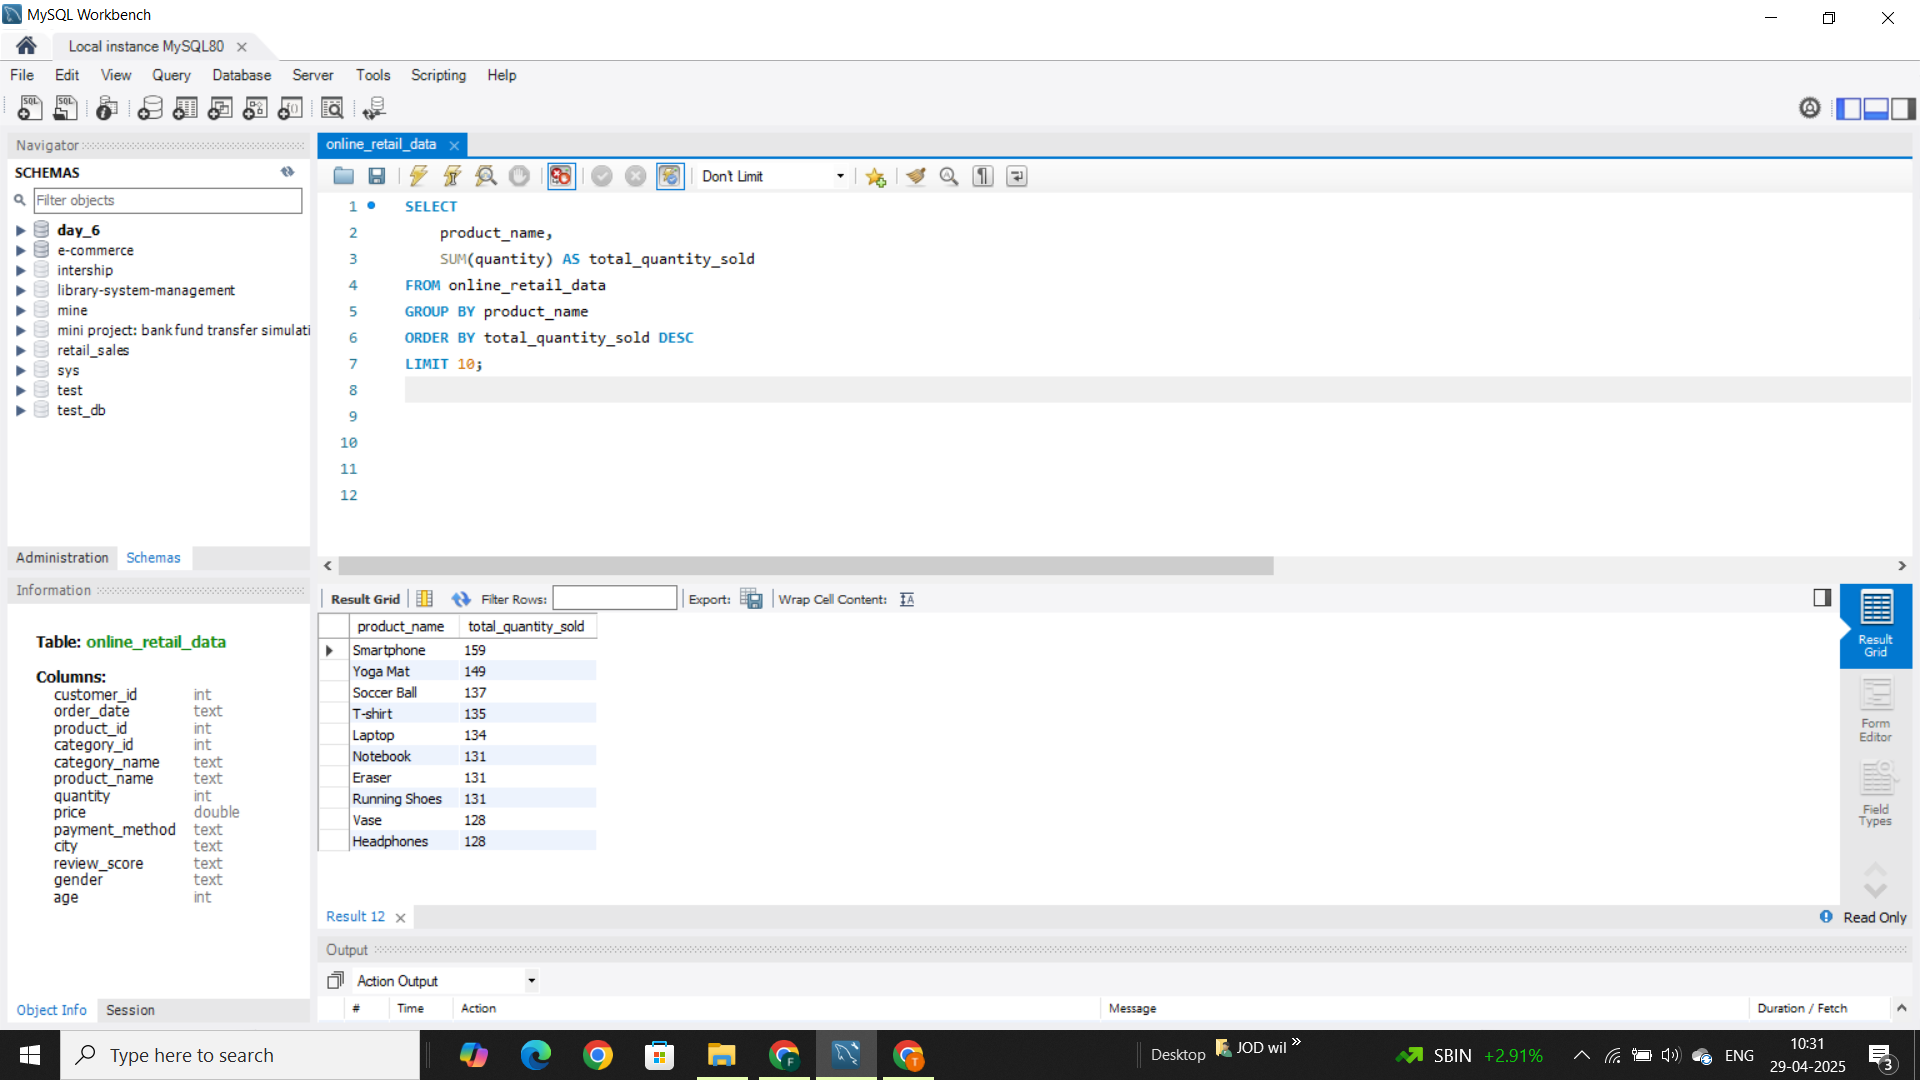 MySQL Workbench
Local instance MySQL80
File Edit View Query Database Server Tools Scripting Help
Navigator
SCHEMAS
Filter objects
day_6
e-commerce
intership
library-system-management
mine
mini project: bank fund transfer simulati
retail_sales
sys
test
test_db
Administration Schemas
Information
Table: online_retail_data
Columns:
customer_id int
order_date text
product_id int
category_id int
category_name text
product_name text
quantity int
price double
payment_method text
city text
review_score text
gender text
age int
Object Info Session
online_retail_data
Don't Limit
1 SELECT
2 product_name,
3 SUM(quantity) AS total_quantity_sold
4 FROM online_retail_data
5 GROUP BY product_name
6 ORDER BY total_quantity_sold DESC
7 LIMIT 10;
8
9
10
11
12
Result Grid Filter Rows: Export: Wrap Cell Content:
product_name total_quantity_sold
Smartphone 159
Yoga Mat 149
Soccer Ball 137
T-shirt 135
Laptop 134
Notebook 131
Eraser 131
Running Shoes 131
Vase 128
Headphones 128
Result
Grid
Form
Editor
Field
Types
Result 12
Read Only
Output
Action Output
# Time Action Message Duration / Fetch
Type here to search
Desktop
JOD wil
SBIN +2.91%
ENG
10:31
29-04-2025
3